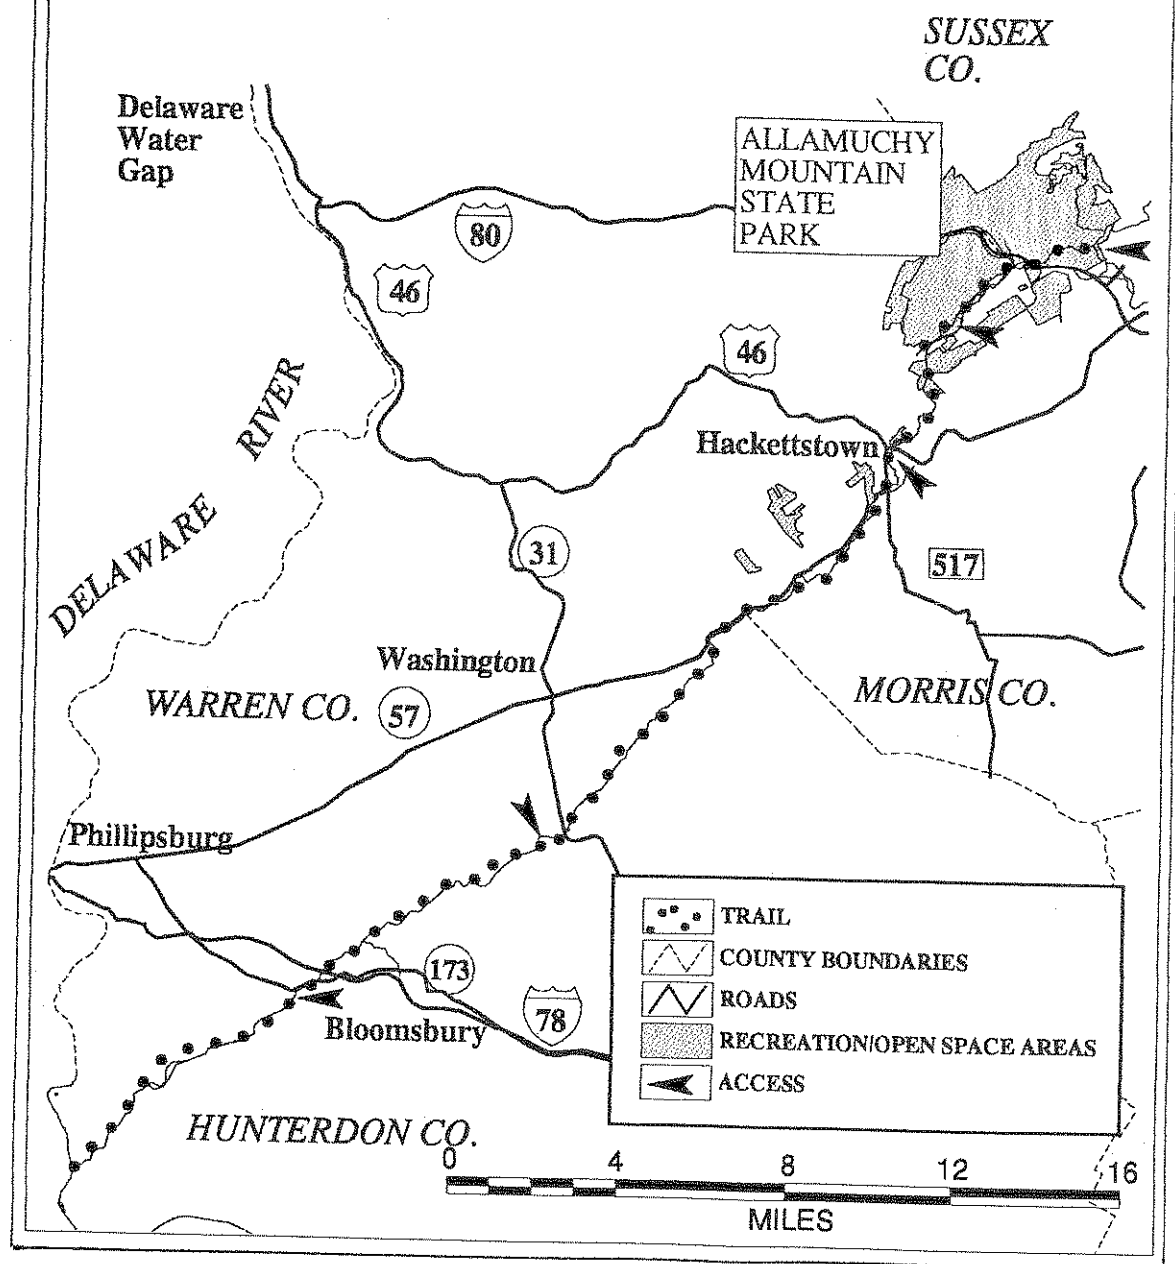 SUSSEX
CO.
Delaware
Water
Gap
ALLAMUCHY
MOUNTAIN
STATE
PARK
80
46
46
RIVER
DELAWARE
Hackettstown
31
517
Washington
WARREN CO.
57
MORRIS CO.
Phillipsburg
173
Bloomsbury
78
HUNTERDON CO.
TRAIL
COUNTY BOUNDARIES
ROADS
RECREATION/OPEN SPACE AREAS
ACCESS
0 4 8 12 16
MILES